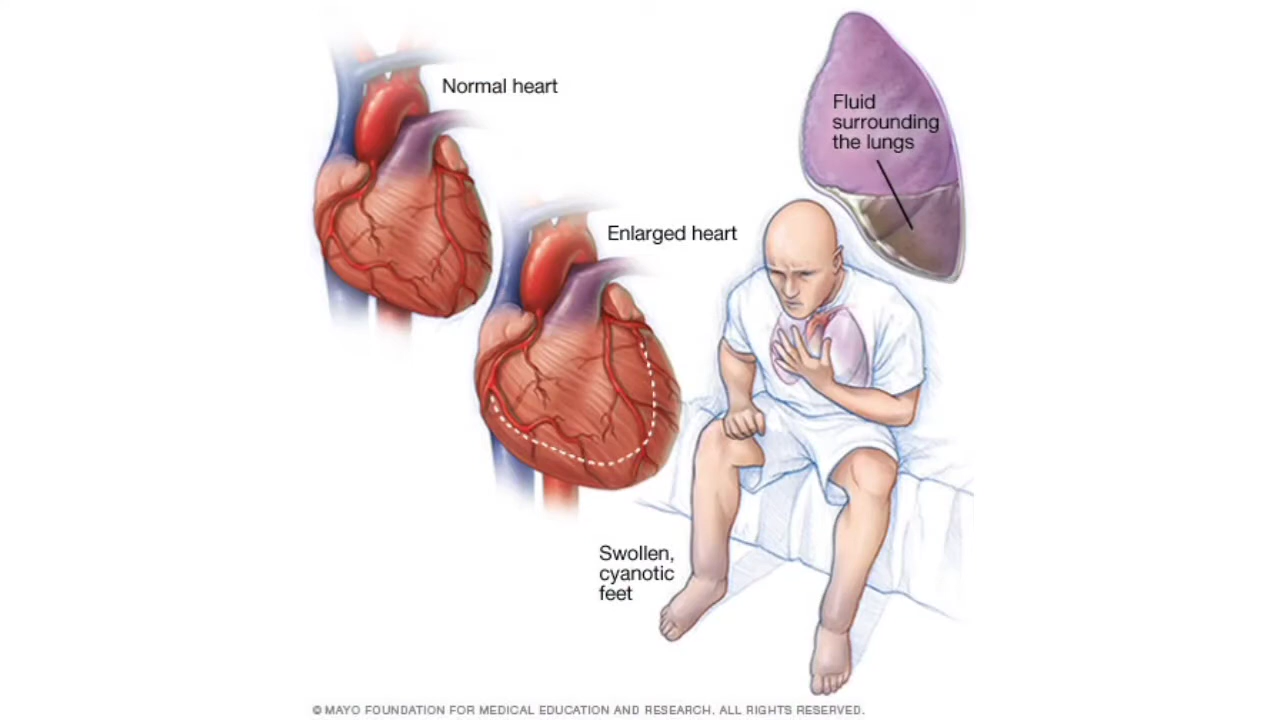 Normal heart
Fluid
surrounding
the lungs
Enlarged heart
Swollen,
cyanotic
feet
© MAYO FOUNDATION FOR MEDICAL EDUCATION AND RESEARCH. ALL RIGHTS RESERVED.